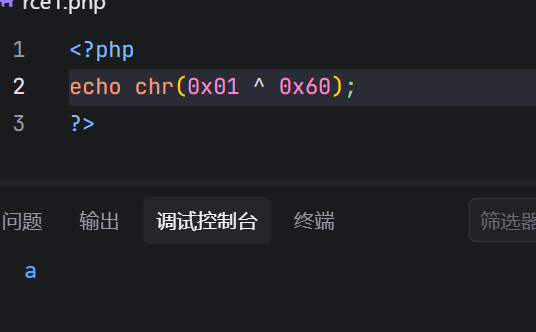 rce1.php
1 <?php
2 echo chr(0x01 ^ 0x60);
3 ?>
问题 输出 调试控制台 终端 筛选器
a